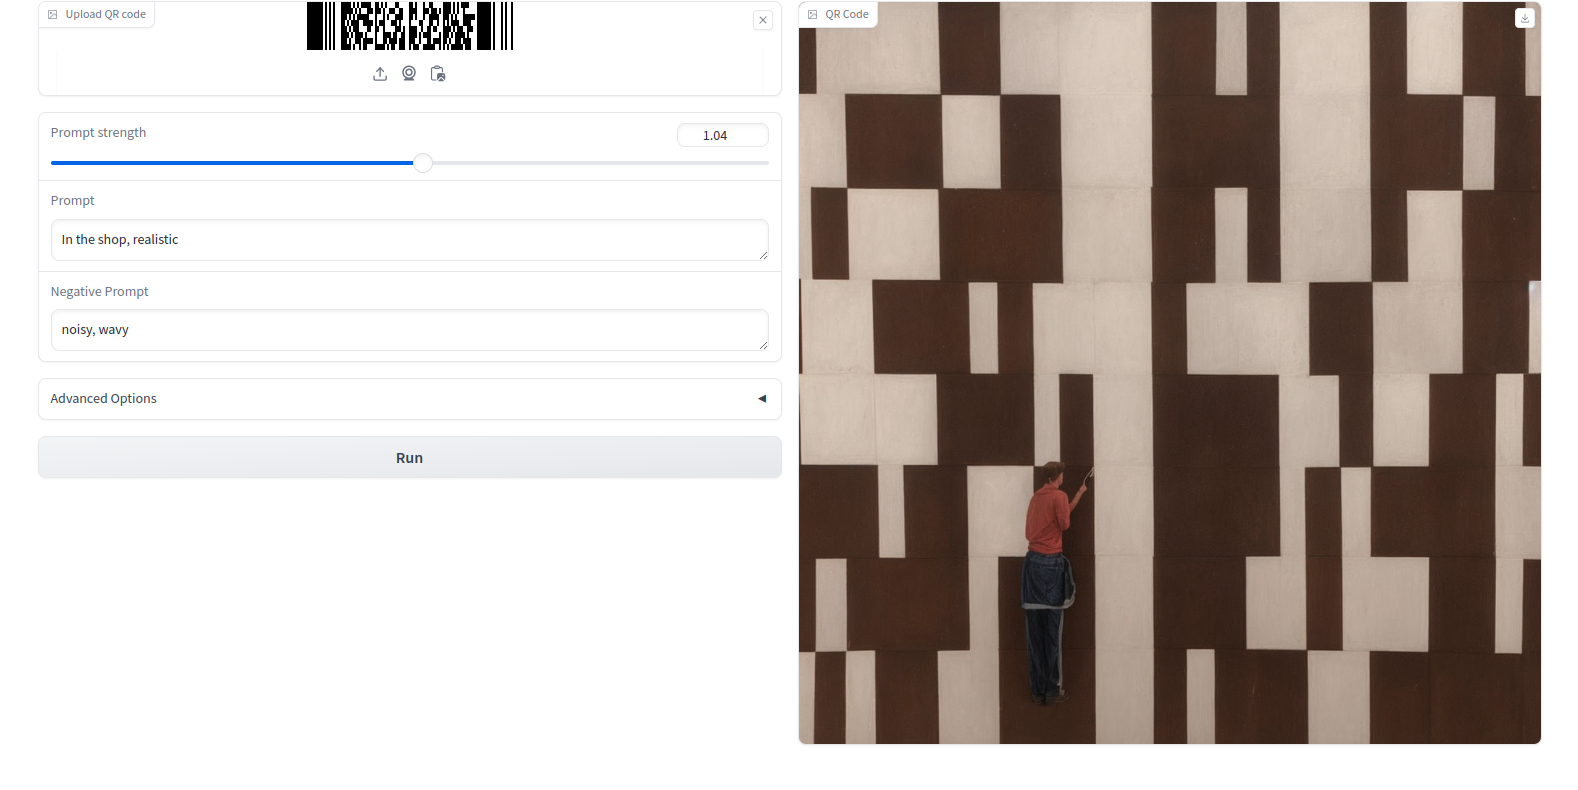 Upload QR code
QR Code
Prompt strength
1.04
Prompt
In the shop, realistic
Negative Prompt
noisy, wavy
Advanced Options
Run